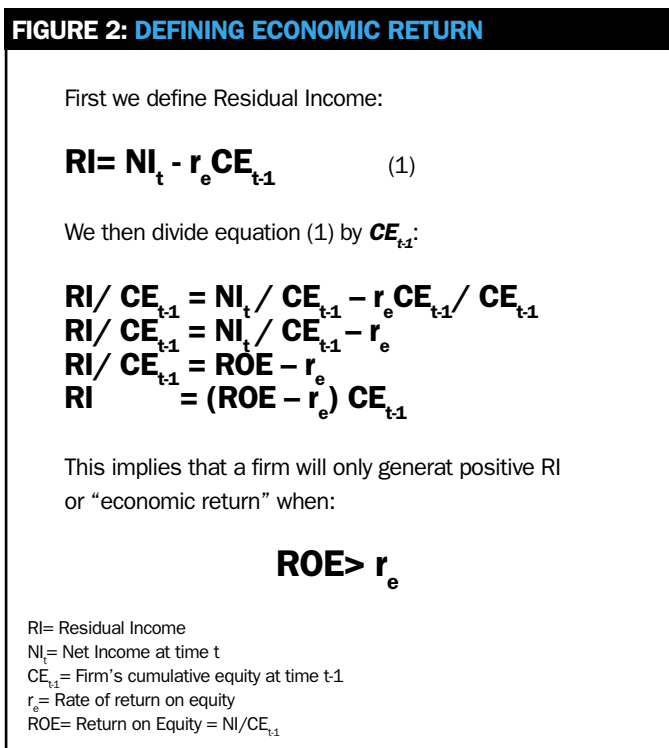 FIGURE 2: DEFINING ECONOMIC RETURN
First we define Residual Income:
RI= NIₜ - rₑCEₜ₋₁ (1)
We then divide equation (1) by CEₜ₋₁:
RI/ CEₜ₋₁ = NIₜ / CEₜ₋₁ – rₑCEₜ₋₁/ CEₜ₋₁
RI/ CEₜ₋₁ = NIₜ / CEₜ₋₁ – rₑ
RI/ CEₜ₋₁ = ROE – rₑ
RI = (ROE – rₑ) CEₜ₋₁
This implies that a firm will only generat positive RI
or “economic return” when:
ROE> rₑ
RI= Residual Income
NIₜ= Net Income at time t
CEₜ₋₁= Firm’s cumulative equity at time t-1
rₑ= Rate of return on equity
ROE= Return on Equity = NI/CEₜ₋₁